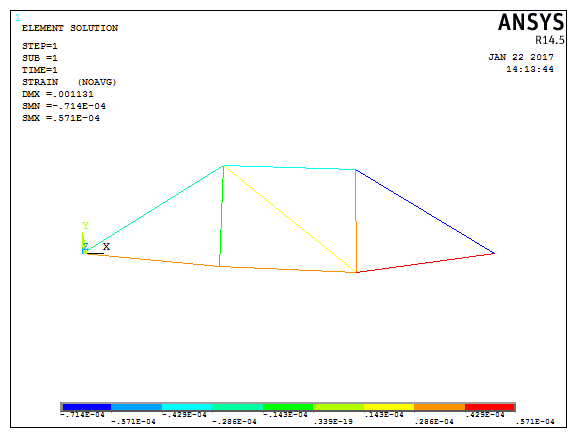 1
ELEMENT SOLUTION
ANSYS
R14.5
STEP=1
SUB =1
TIME=1
STRAIN (NOAVG)
DMX =.001131
SMN =-.714E-04
SMX =.571E-04
JAN 22 2017
14:13:44
Y
Z X
-.714E-04 -.429E-04 -.143E-04 .143E-04 .429E-04
-.571E-04 -.286E-04 .339E-19 .286E-04 .571E-04